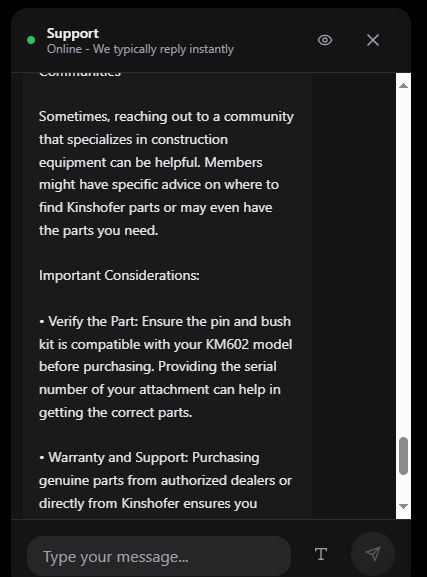 Support
Online - We typically reply instantly
Communities
Sometimes, reaching out to a community
that specializes in construction
equipment can be helpful. Members
might have specific advice on where to
find Kinshofer parts or may even have
the parts you need.
Important Considerations:
• Verify the Part: Ensure the pin and bush
kit is compatible with your KM602 model
before purchasing. Providing the serial
number of your attachment can help in
getting the correct parts.
• Warranty and Support: Purchasing
genuine parts from authorized dealers or
directly from Kinshofer ensures you
Type your message...
T